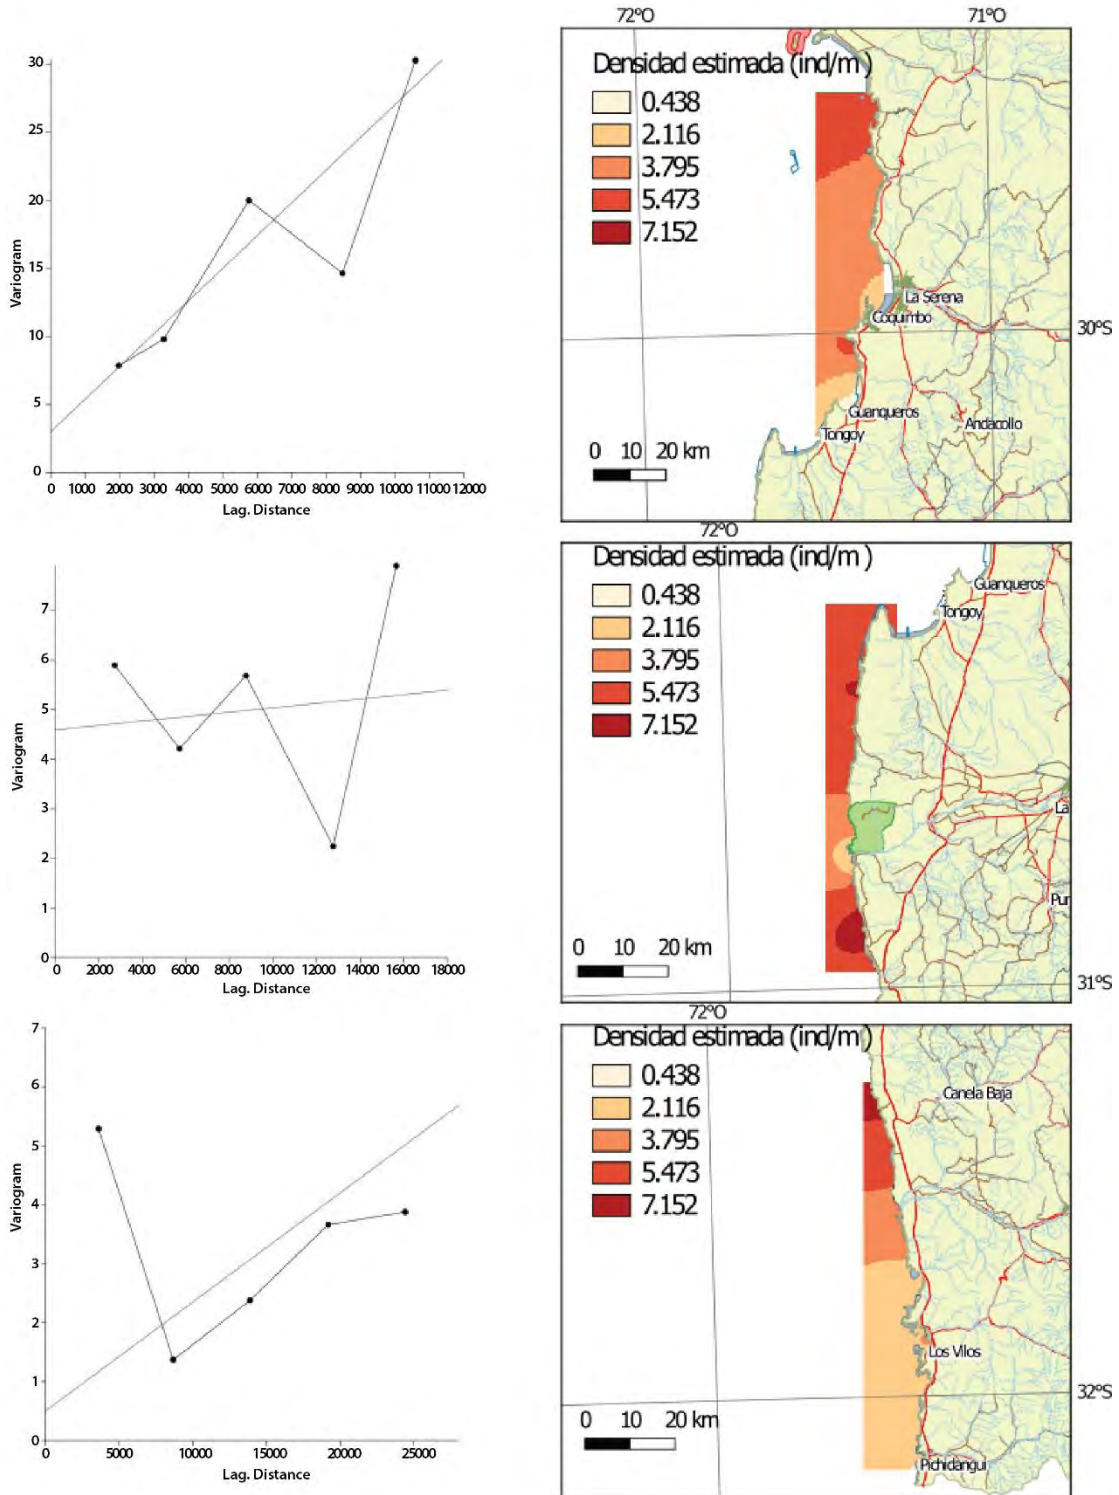 30
25
20
15
10
5
0
Variogram
0 1000 2000 3000 4000 5000 6000 7000 8000 9000 10000 11000 12000
Lag. Distance
72ºO
71ºO
Densidad estimada (ind/m )
0.438
2.116
3.795
5.473
7.152
La Serena
Coquimbo
30ºS
Guanqueros
Andacollo
Tongoy
0 10 20 km
7
6
5
4
3
2
1
0
Variogram
0 2000 4000 6000 8000 10000 12000 14000 16000 18000
Lag. Distance
72ºO
Densidad estimada (ind/m )
0.438
2.116
3.795
5.473
7.152
Guanqueros
Tongoy
La
Pur
0 10 20 km
31ºS
7
6
5
4
3
2
1
0
Variogram
0 5000 10000 15000 20000 25000
Lag. Distance
72ºO
Densidad estimada (ind/m )
0.438
2.116
3.795
5.473
7.152
Canela Baja
Los Vilos
32ºS
0 10 20 km
Pichidangui